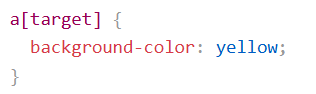 a[target] {
  background-color: yellow;
}